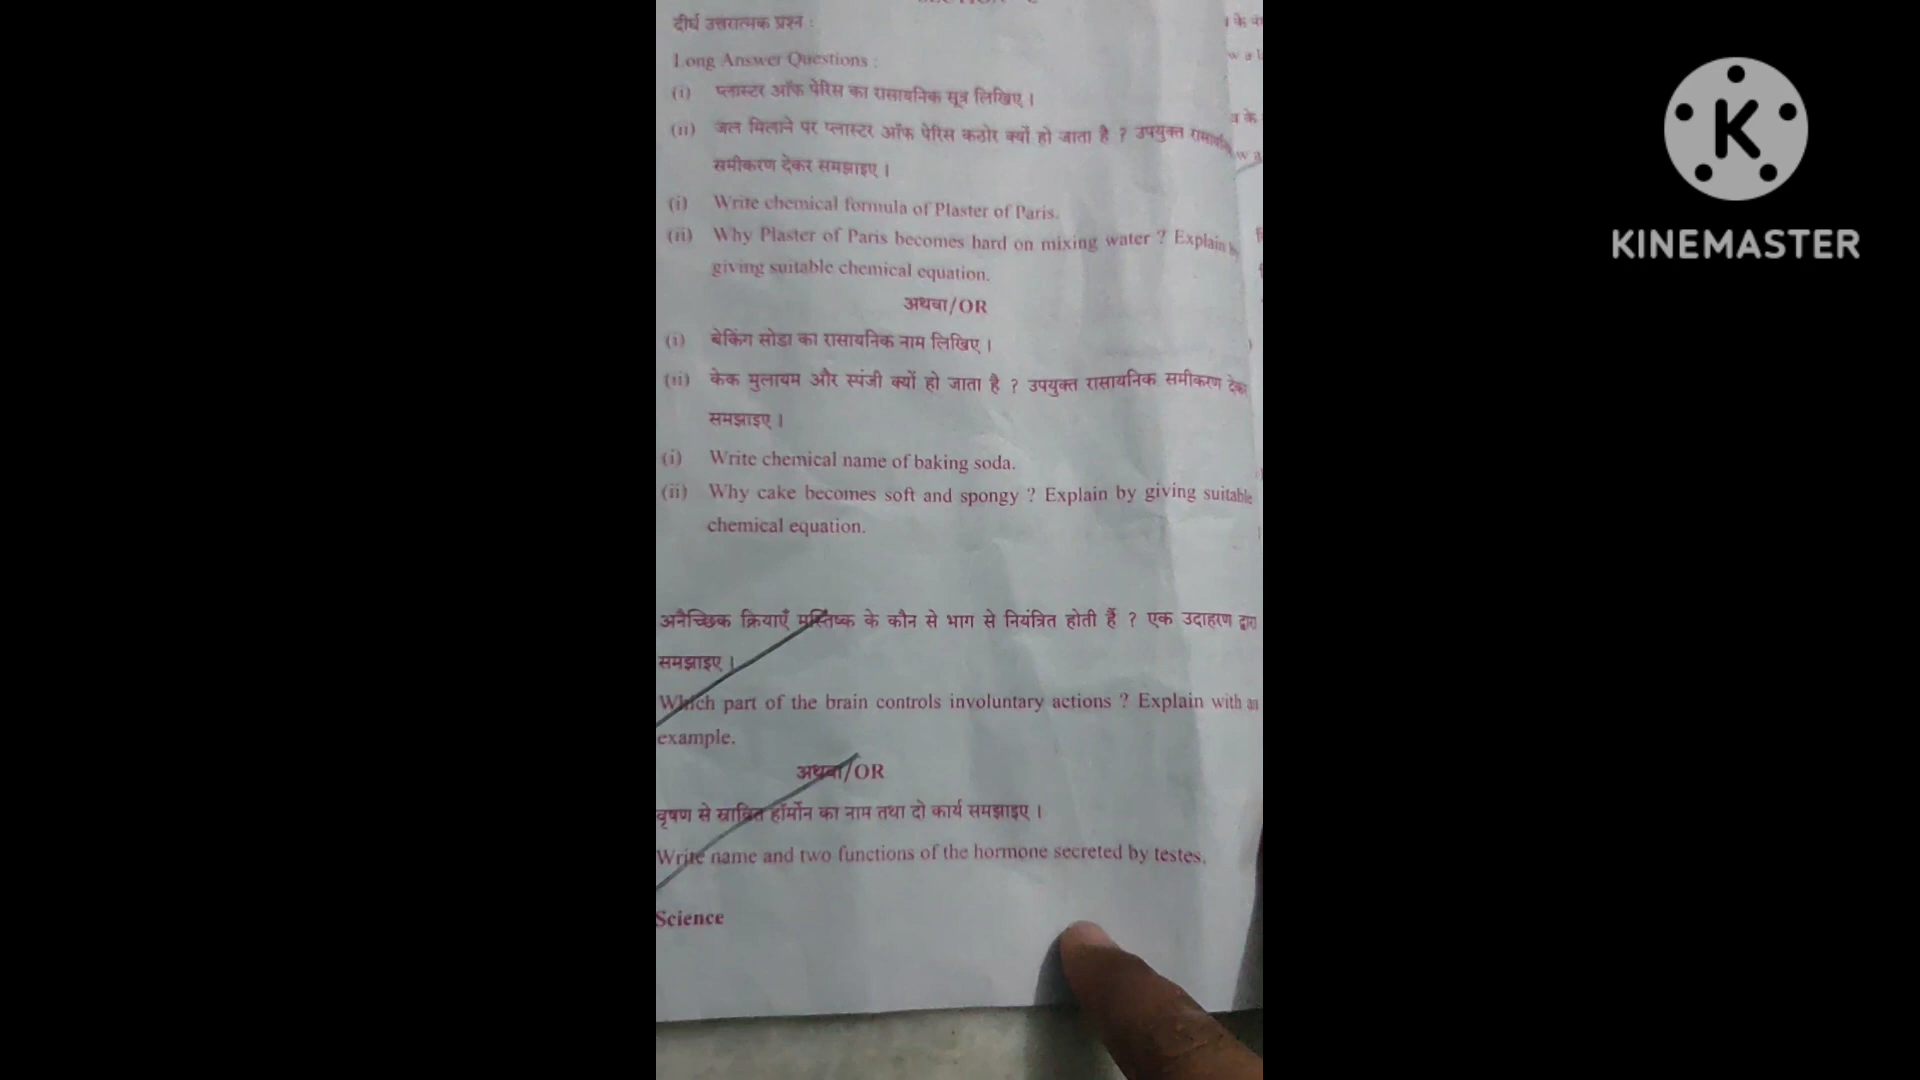 दीर्घ उत्तरात्मक प्रश्न :
Long Answer Questions :
(i) प्लास्टर ऑफ पेरिस का रासायनिक सूत्र लिखिए ।
(ii) जल मिलाने पर प्लास्टर ऑफ पेरिस कठोर क्यों हो जाता है ? उपयुक्त
समीकरण देकर समझाइए ।
(i) Write chemical formula of Plaster of Paris.
(ii) Why Plaster of Paris becomes hard on mixing water ? Explain
giving suitable chemical equation.
अथवा/OR
(i) बेकिंग सोडा का रासायनिक नाम लिखिए ।
(ii) केक मुलायम और स्पंजी क्यों हो जाता है ? उपयुक्त रासायनिक समीकरण देकर
समझाइए ।
(i) Write chemical name of baking soda.
(ii) Why cake becomes soft and spongy ? Explain by giving suitable
chemical equation.
अनैच्छिक क्रियाएँ मस्तिष्क के कौन से भाग से नियंत्रित होती हैं ? एक उदाहरण द्वारा
समझाइए ।
Which part of the brain controls involuntary actions ? Explain with an
example.
अथवा/OR
वृषण से स्रावित हॉर्मोन का नाम तथा दो कार्य समझाइए ।
Write name and two functions of the hormone secreted by testes.
Science
K
KINEMASTER